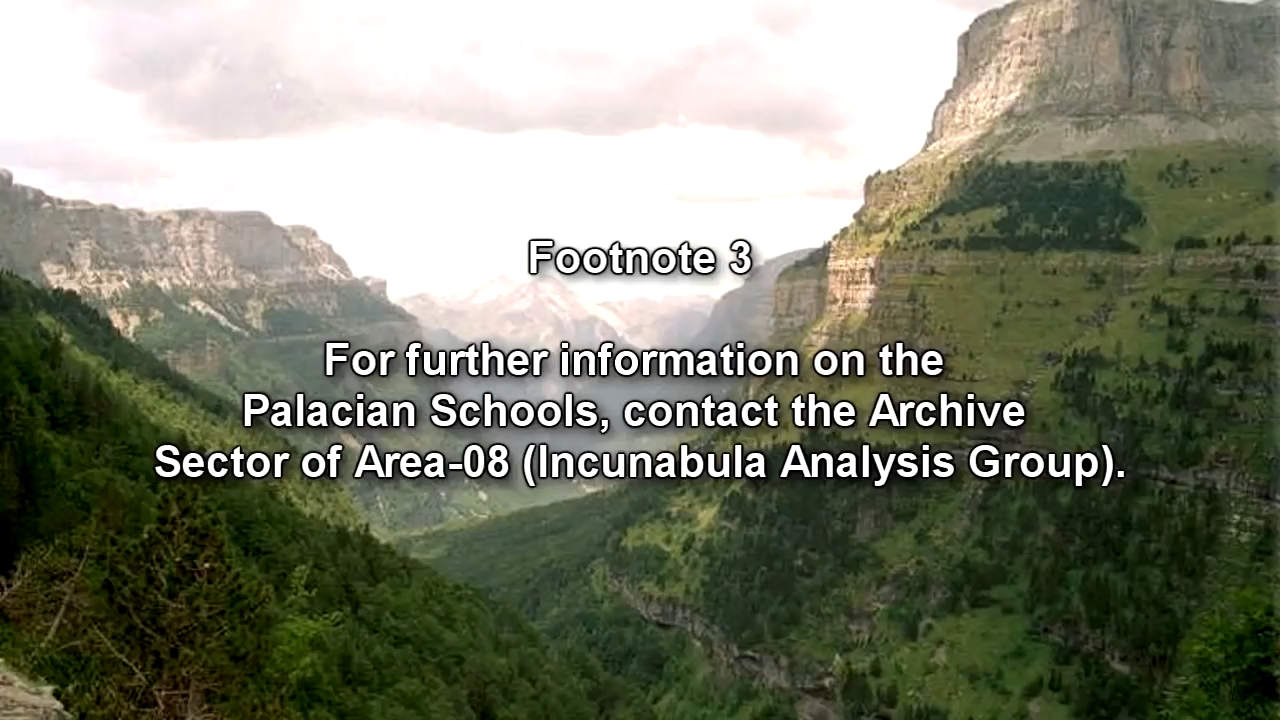 Footnote 3
For further information on the
Palacian Schools, contact the Archive
Sector of Area-08 (Incunabula Analysis Group).